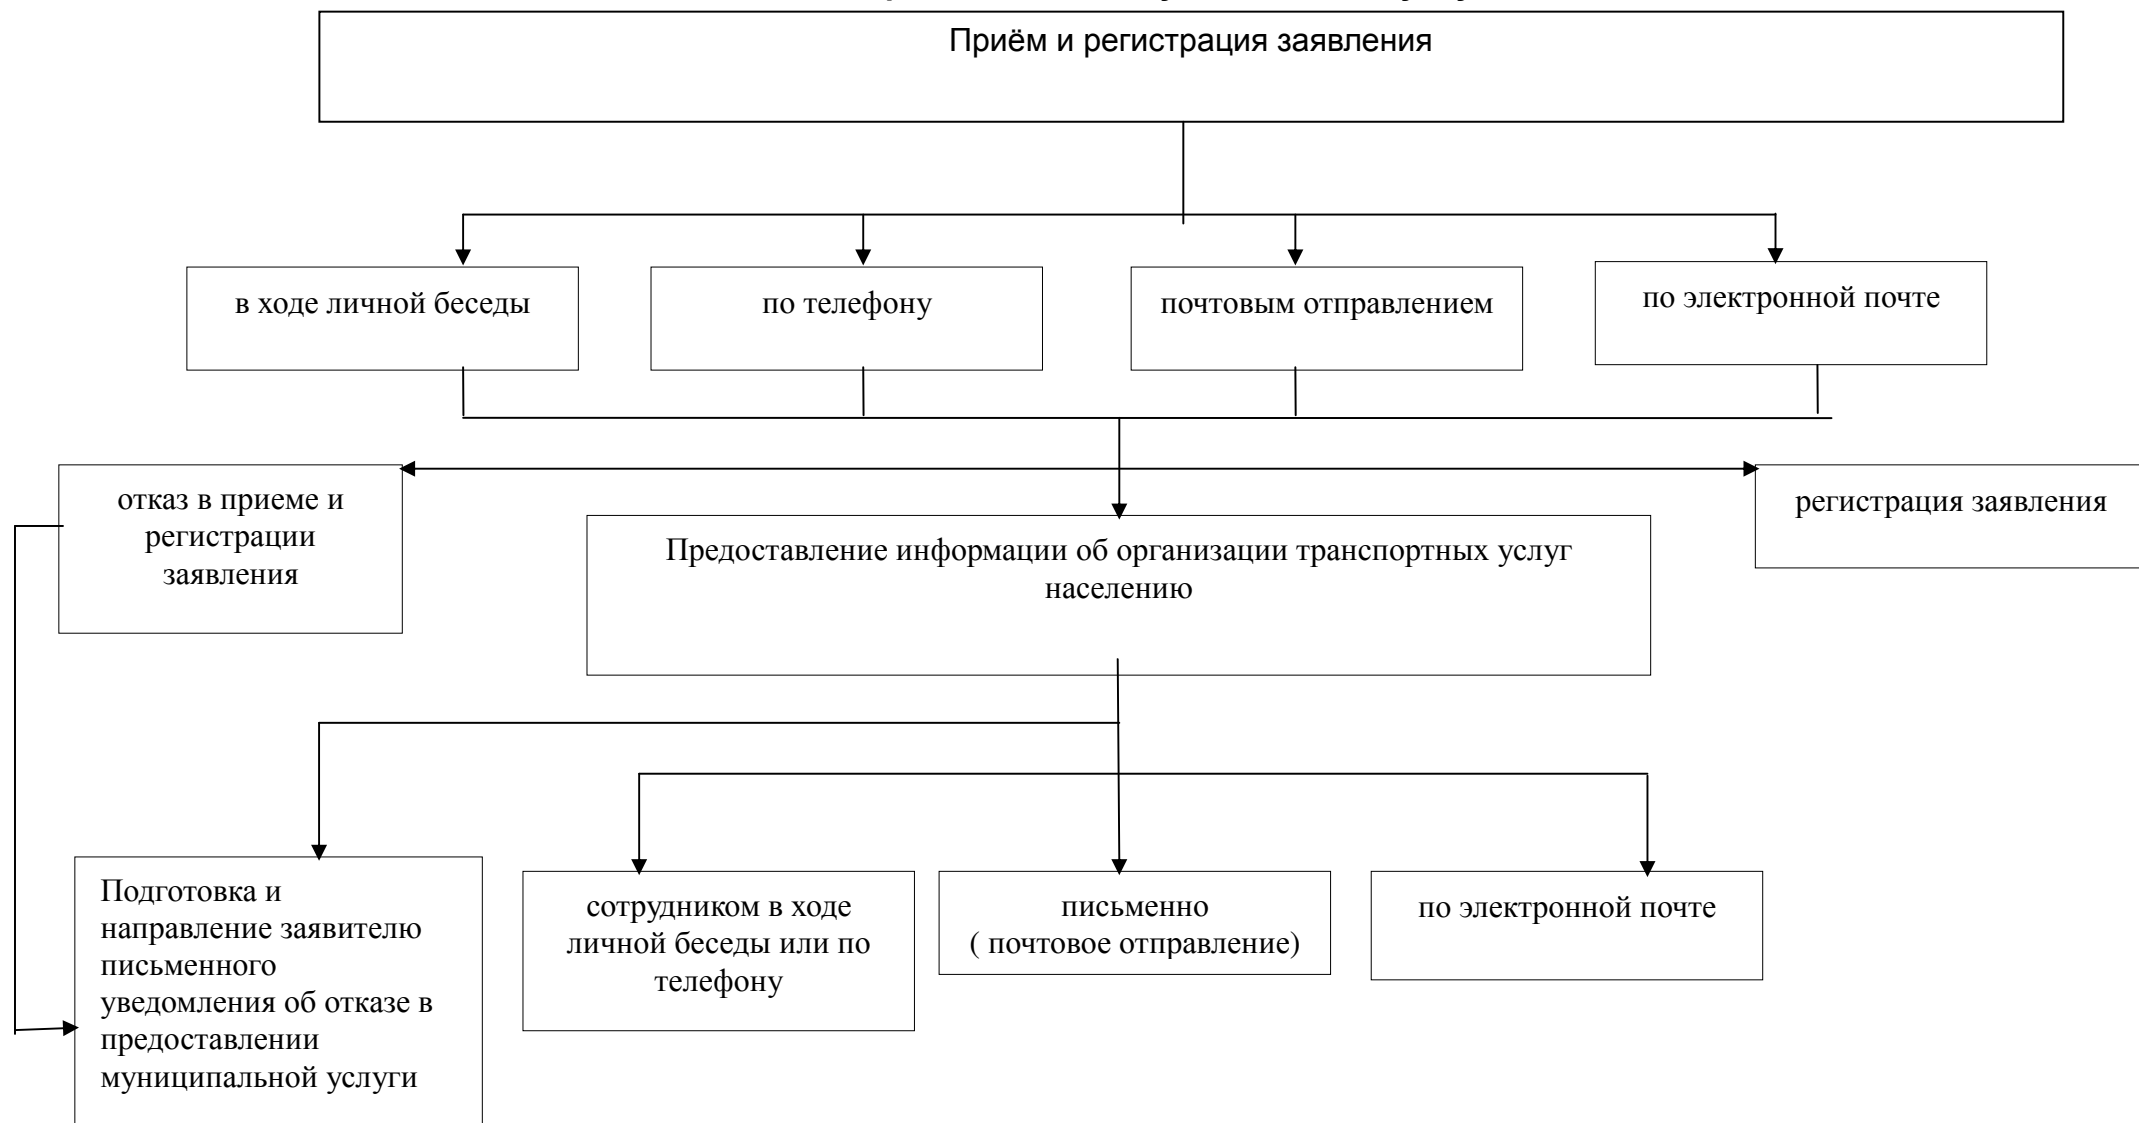 Приём и регистрация заявления
в ходе личной беседы
по телефону
почтовым отправлением
по электронной почте
отказ в приеме и
регистрации
заявления
регистрация заявления
Предоставление информации об организации транспортных услуг
населению
Подготовка и
направление заявителю
письменного
уведомления об отказе в
предоставлении
муниципальной услуги
сотрудником в ходе
личной беседы или по
телефону
письменно
( почтовое отправление)
по электронной почте